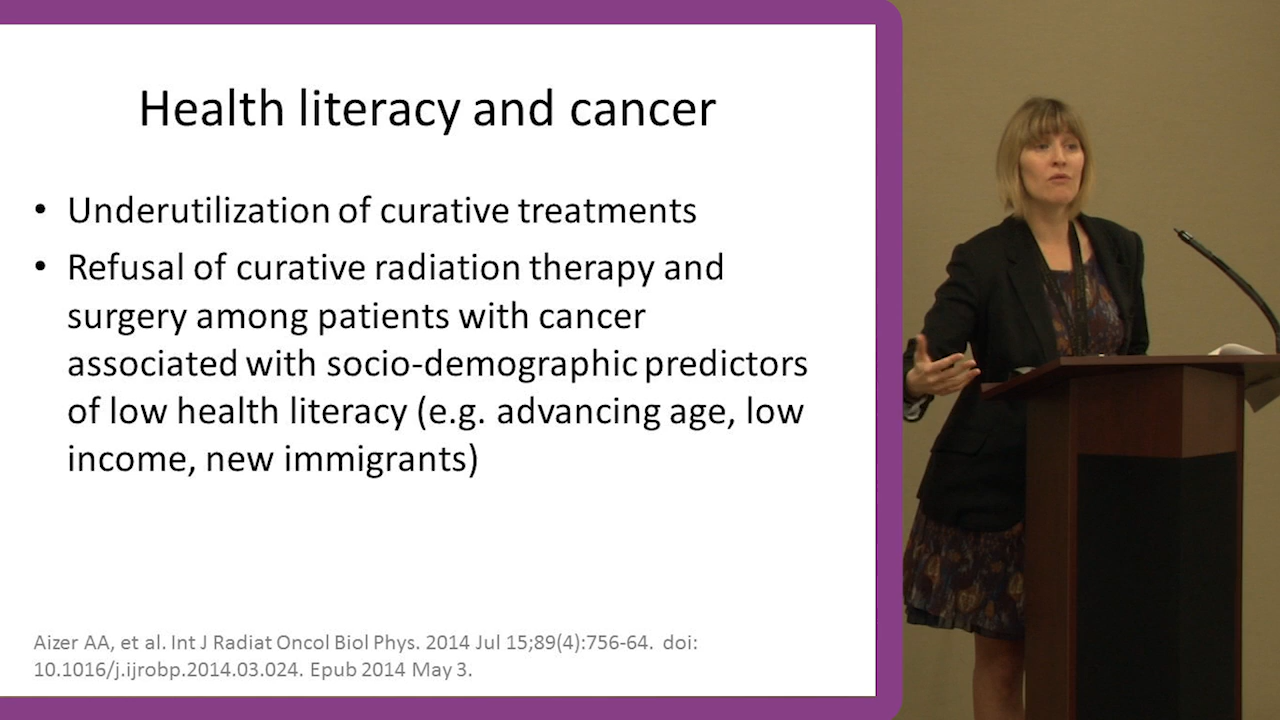 Health literacy and cancer
• Underutilization of curative treatments
• Refusal of curative radiation therapy and
surgery among patients with cancer
associated with socio-demographic predictors
of low health literacy (e.g. advancing age, low
income, new immigrants)
Aizer AA, et al. Int J Radiat Oncol Biol Phys. 2014 Jul 15;89(4):756-64. doi:
10.1016/j.ijrobp.2014.03.024. Epub 2014 May 3.